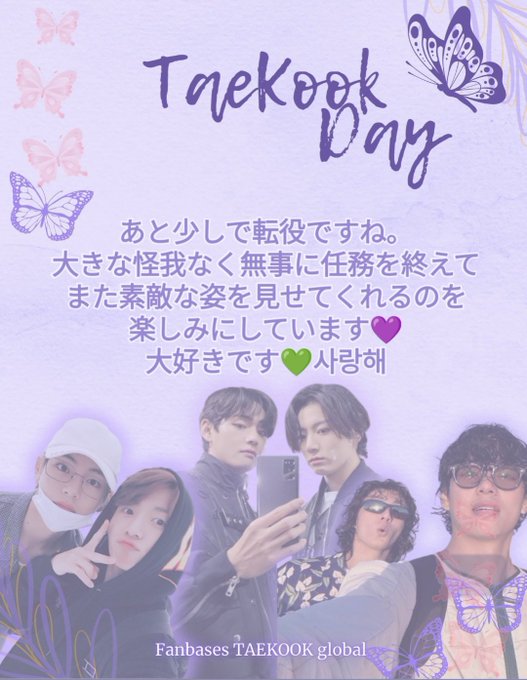 TaeKook
Day
あと少しで転役ですね。
大きな怪我なく無事に任務を終えて
また素敵な姿を見せてくれるのを
楽しみにしています💜
大好きです💚사랑해
Fanbases TAEKOOK global